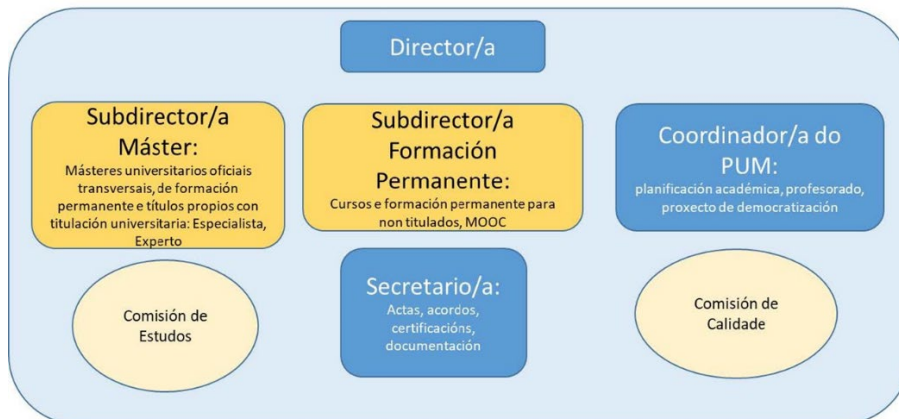 Director/a
Subdirector/a
Máster:
Másteres universitarios oficiais
transversais, de formación
permanente e títulos propios con
titulación universitaria: Especialista,
Experto
Subdirector/a
Formación
Permanente:
Cursos e formación permanente para
non titulados, MOOC
Coordinador/a do
PUM:
planificación académica, profesorado,
proxecto de democratización
Comisión de
Estudos
Secretario/a:
Actas, acordos,
certificacións,
documentación
Comisión de
Calidade